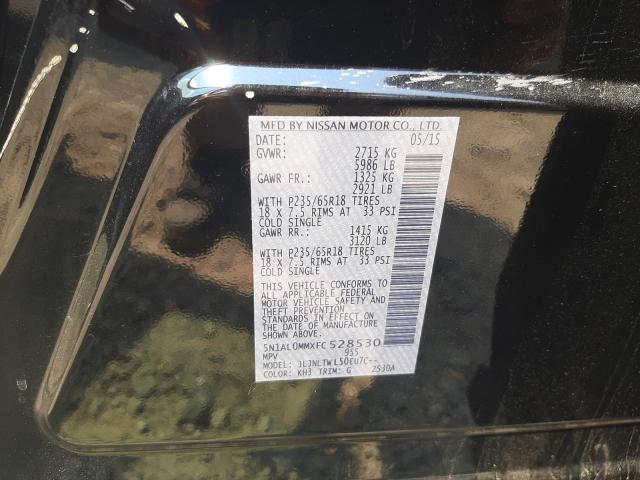 MFD BY NISSAN MOTOR CO., LTD.
DATE: 05/15
GVWR: 2715 KG
5986 LB
GAWR FR.: 1325 KG
2921 LB
WITH P235/65R18 TIRES
18 X 7.5 RIMS AT 33 PSI
COLD SINGLE
GAWR RR.: 1415 KG
3120 LB
WITH P235/65R18 TIRES
18 X 7.5 RIMS AT 33 PSI
COLD SINGLE
THIS VEHICLE CONFORMS TO
ALL APPLICABLE FEDERAL
MOTOR VEHICLE SAFETY AND
THEFT PREVENTION
STANDARDS IN EFFECT ON
THE DATE OF MANUFACTURE
SHOWN ABOVE.
5N1AL0MMXFC528530
MPV 955
MODEL: JLJNLTWL50EU7C--
COLOR: KH3 TRIM: G 2530A